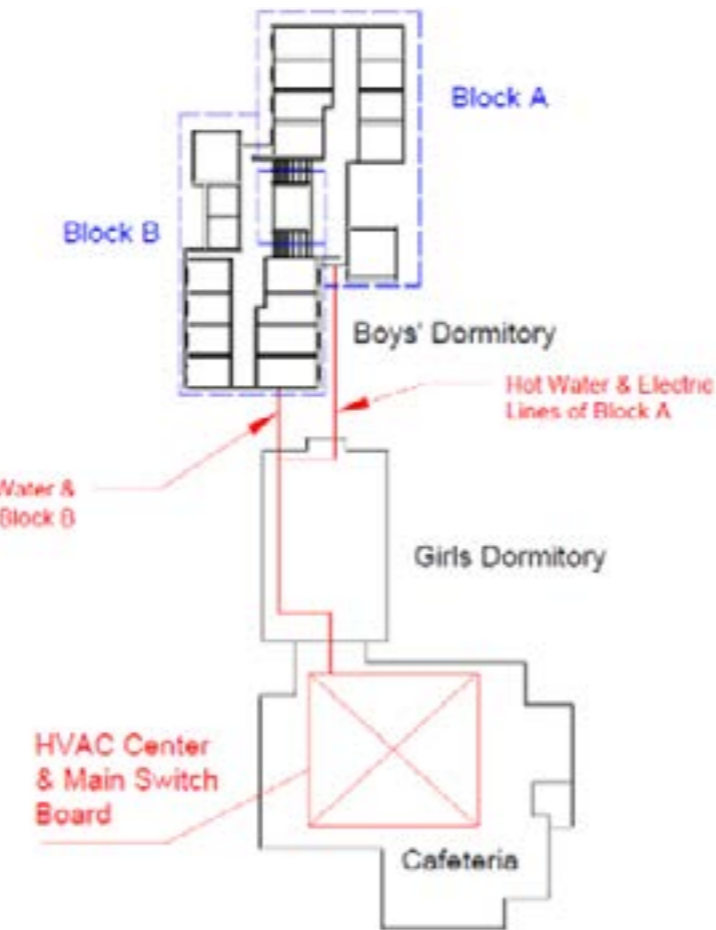 Block A
Block B
Boys' Dormitory
Hot Water & Electric
Lines of Block A
Water &
Block B
Girls Dormitory
HVAC Center
& Main Switch
Board
Cafeteria